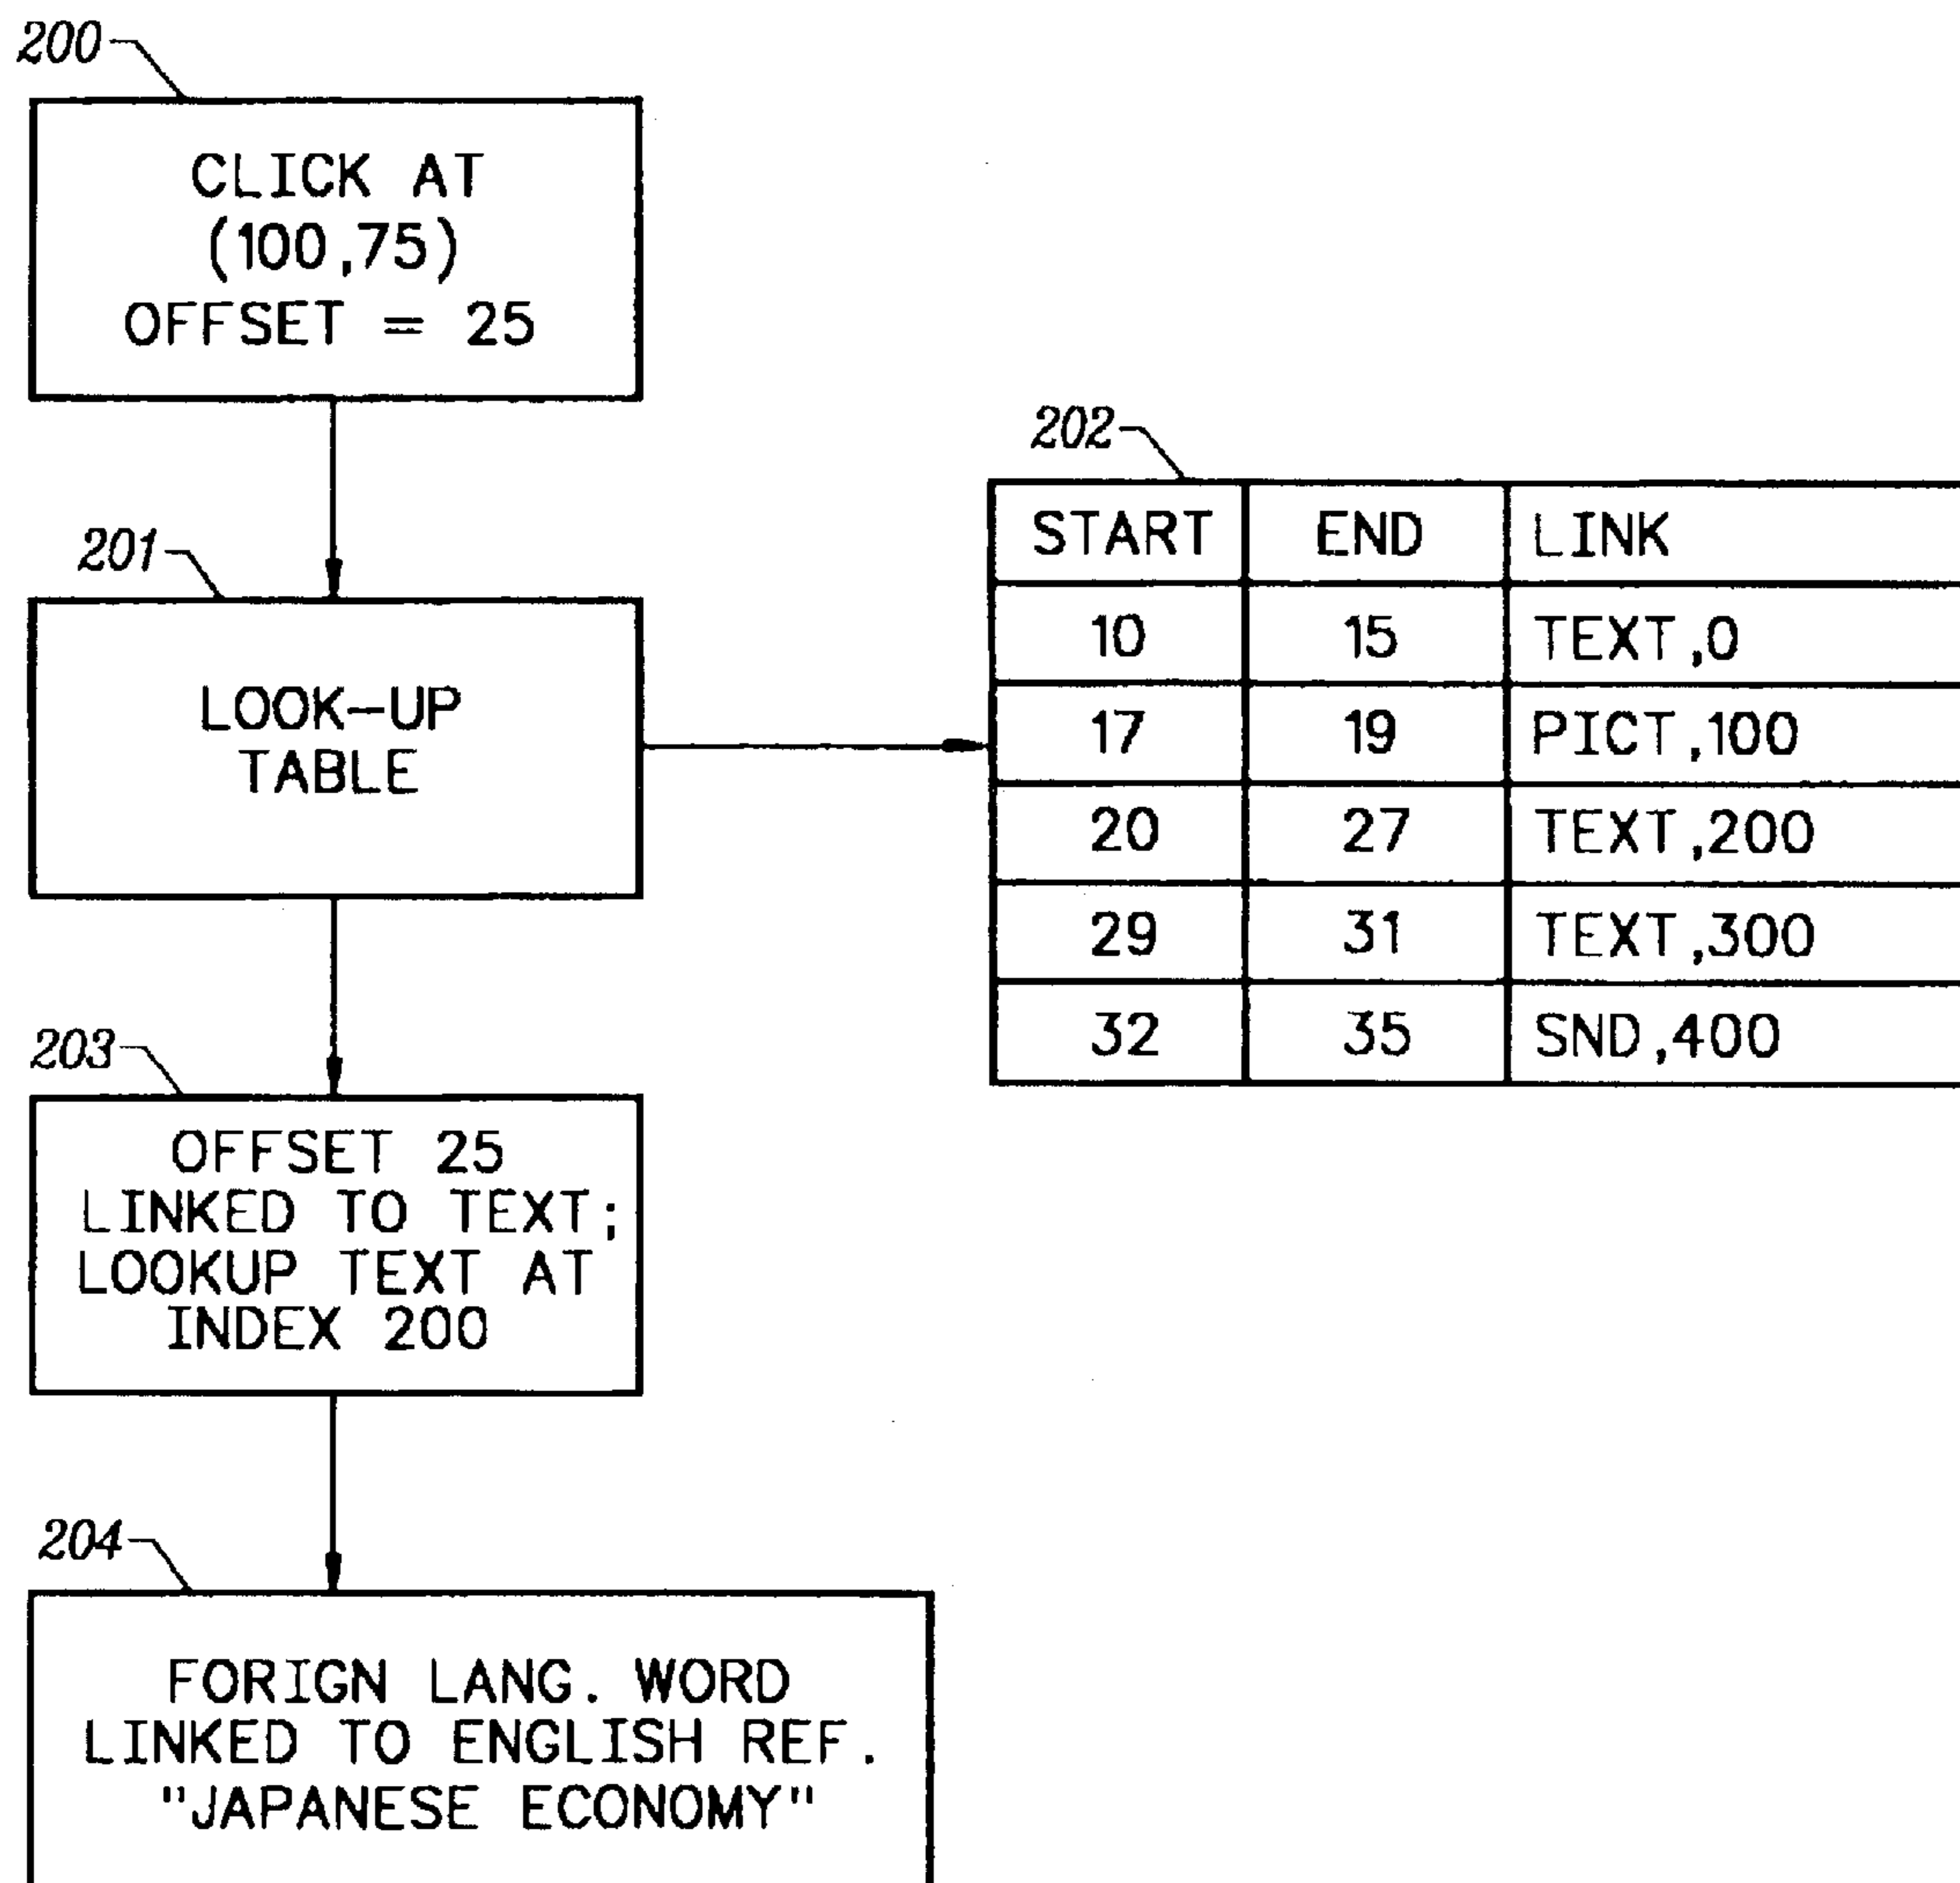 200
CLICK AT
(100,75)
OFFSET = 25
201
LOOK-UP
TABLE
202
START END LINK
10 15 TEXT,0
17 19 PICT,100
20 27 TEXT,200
29 31 TEXT,300
32 35 SND,400
203
OFFSET 25
LINKED TO TEXT;
LOOKUP TEXT AT
INDEX 200
204
FORIGN LANG. WORD
LINKED TO ENGLISH REF.
"JAPANESE ECONOMY"